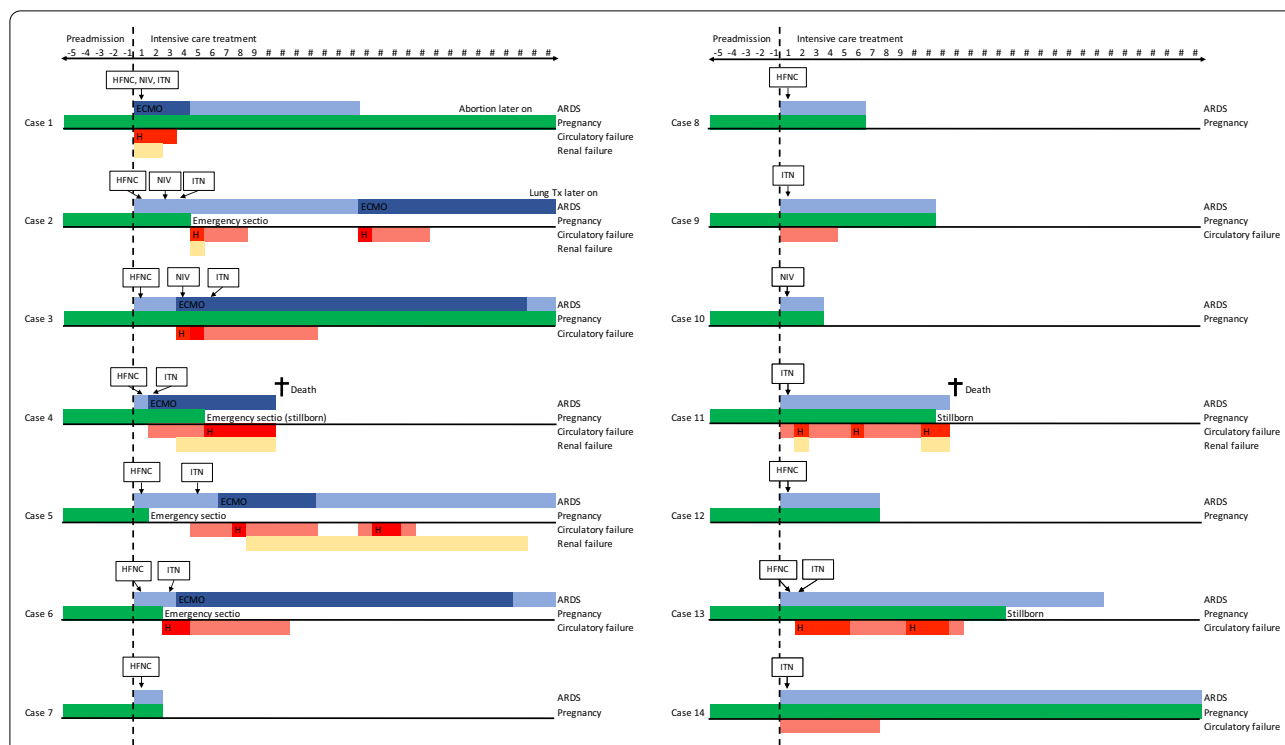 Preadmission Intensive care treatment
-5 -4 -3 -2 -1 1 2 3 4 5 6 7 8 9 # # # # # # # # # # # # # # # # # # # # #
HFNC, NIV, ITN
ECMO Abortion later on ARDS
Case 1 Pregnancy
H Circulatory failure
Renal failure
HFNC NIV ITN
Lung Tx later on
ECMO ARDS
Case 2 Emergency sectio Pregnancy
H H Circulatory failure
Renal failure
HFNC NIV ITN
ECMO ARDS
Case 3 Pregnancy
H Circulatory failure
HFNC ITN
Death
ECMO ARDS
Case 4 Emergency sectio (stillborn) Pregnancy
Circulatory failure
H
Renal failure
HFNC ITN
ECMO ARDS
Case 5 Emergency sectio Pregnancy
H H Circulatory failure
Renal failure
HFNC ITN
ECMO ARDS
Case 6 Emergency sectio Pregnancy
H Circulatory failure
HFNC
ARDS
Case 7 Pregnancy
Preadmission Intensive care treatment
-5 -4 -3 -2 -1 1 2 3 4 5 6 7 8 9 # # # # # # # # # # # # # # # # # # # # #
HFNC
ARDS
Case 8 Pregnancy
ITN
ARDS
Case 9 Pregnancy
Circulatory failure
NIV
ARDS
Case 10 Pregnancy
ITN
Death
ARDS
Case 11 Stillborn Pregnancy
H H H Circulatory failure
Renal failure
HFNC
ARDS
Case 12 Pregnancy
HFNC ITN
ARDS
Case 13 Stillborn Pregnancy
H H Circulatory failure
ITN
ARDS
Case 14 Pregnancy
Circulatory failure